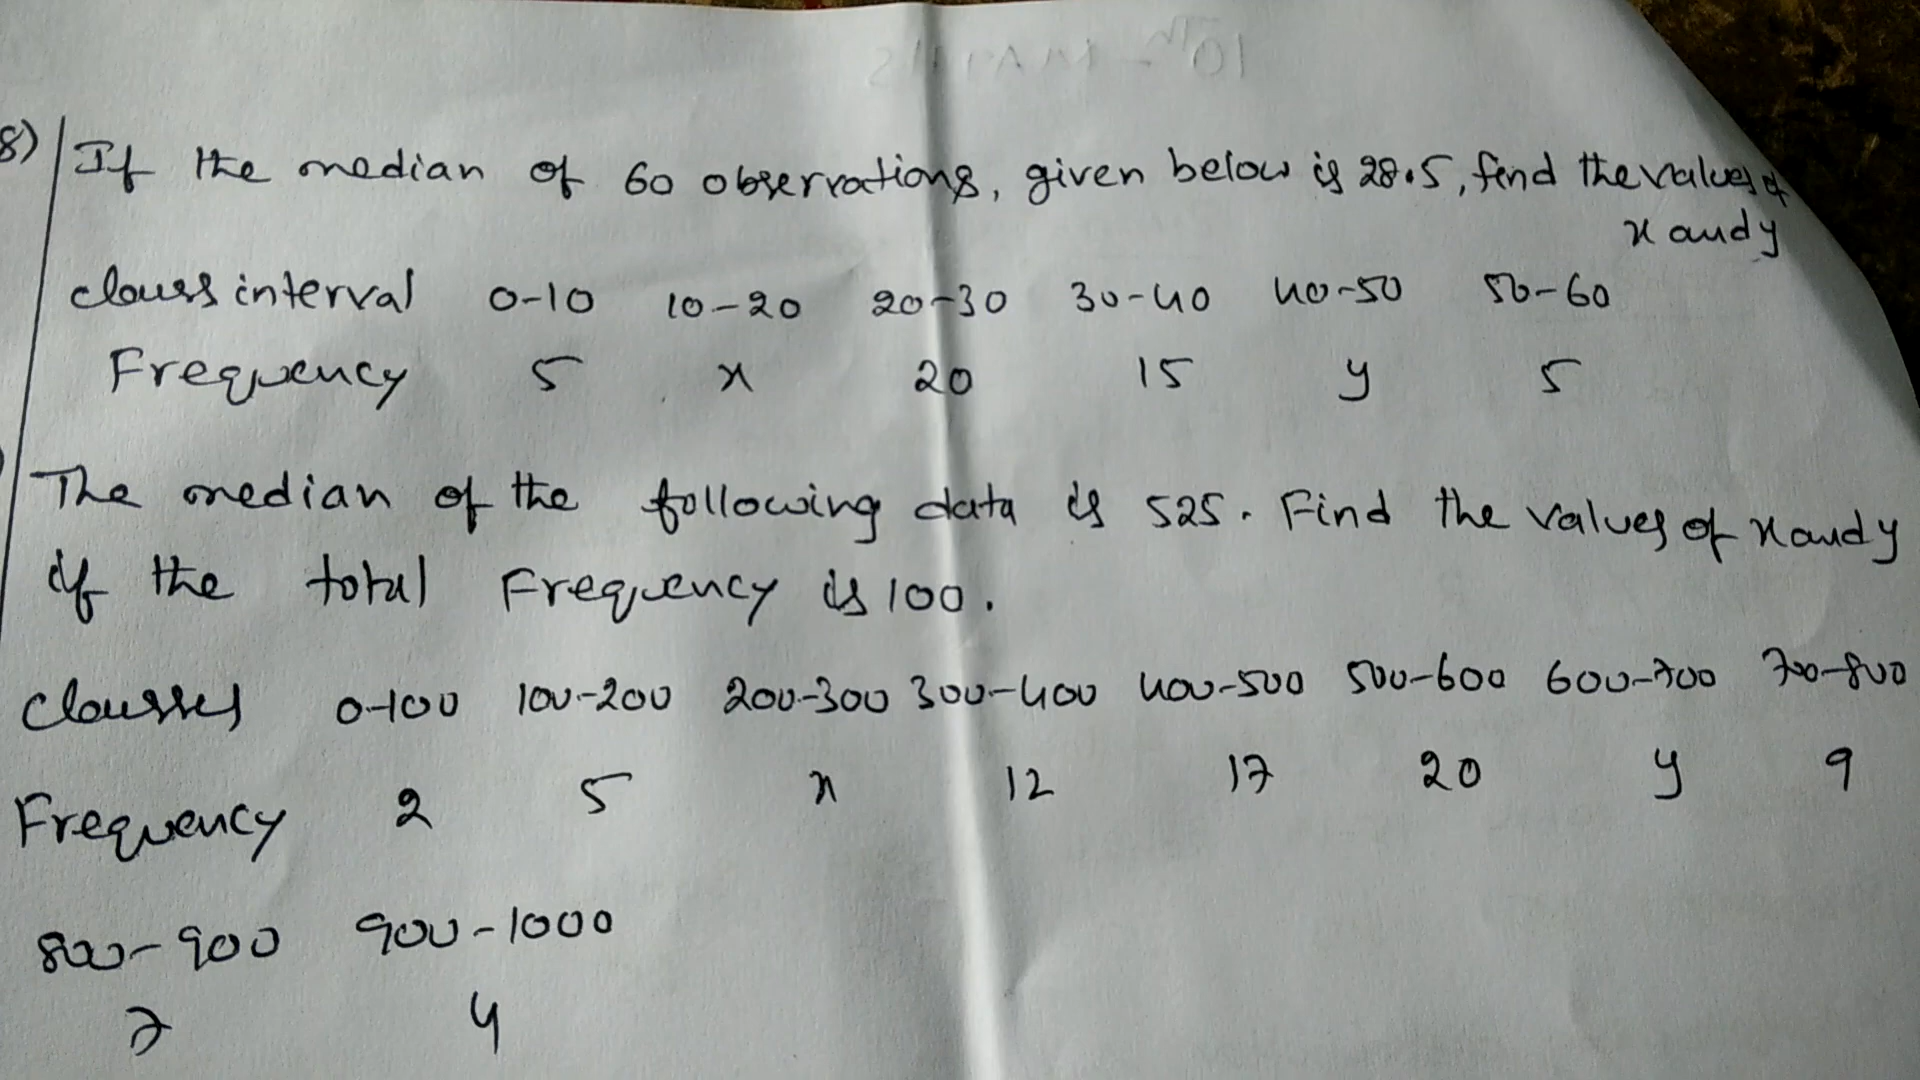 8) If the median of 60 observations, given below is 28.5, find the values of
x and y
class interval 0-10 10-20 20-30 30-40 40-50 50-60
Frequency 5 x 20 15 y 5
The median of the following data is 525. Find the values of x and y
if the total Frequency is 100.
classes 0-100 100-200 200-300 300-400 400-500 500-600 600-700 700-800
Frequency 2 5 x 12 17 20 y 9
800-900 900-1000
7 4